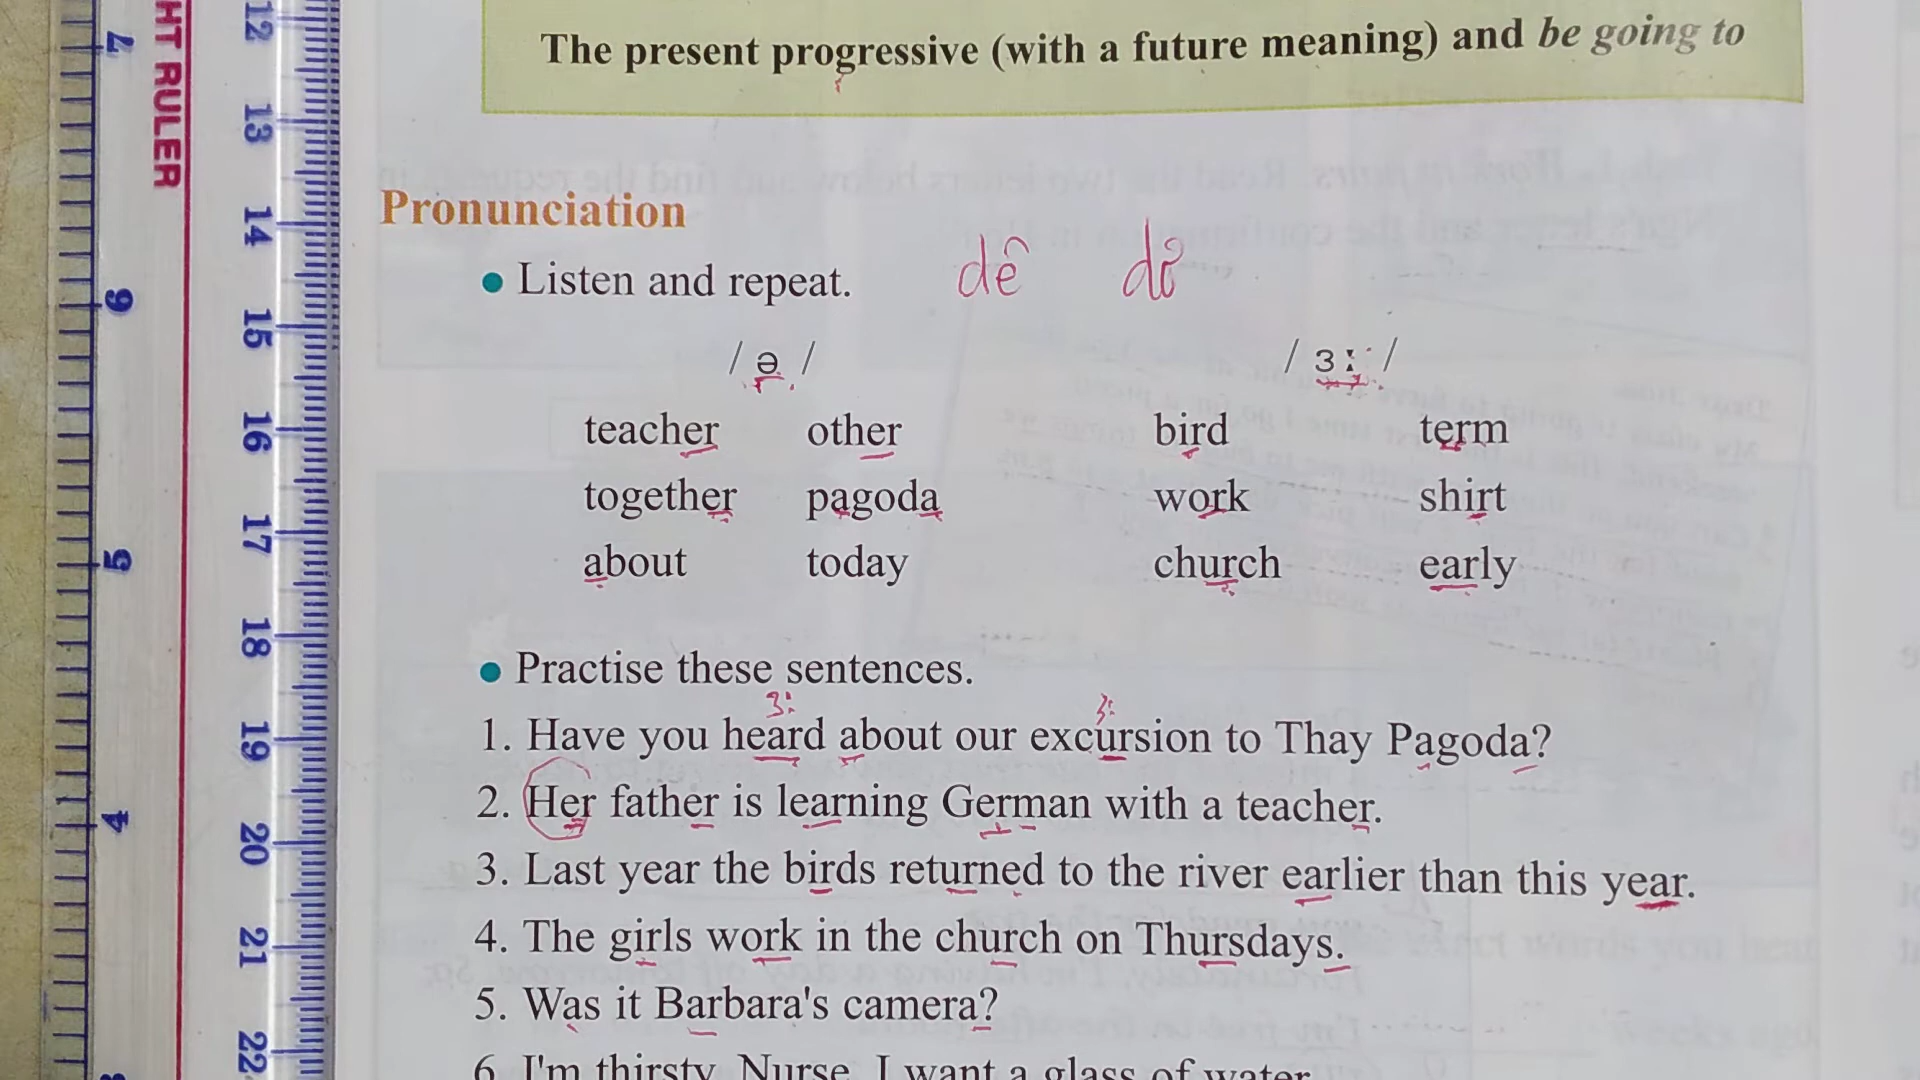 The present progressive (with a future meaning) and be going to
Pronunciation
• Listen and repeat. dê
/ ə / / ɜː /
teacher other bird term
together pagoda work shirt
about today church early
• Practise these sentences.
3: 3:
1. Have you heard about our excursion to Thay Pagoda?
2. Her father is learning German with a teacher.
3. Last year the birds returned to the river earlier than this year.
4. The girls work in the church on Thursdays.
5. Was it Barbara's camera?
6. I'm thirsty, Nurse. I want a glass of water.
HT RULER
12
13
14
15
16
17
18
19
20
21
22
7
6
5
4